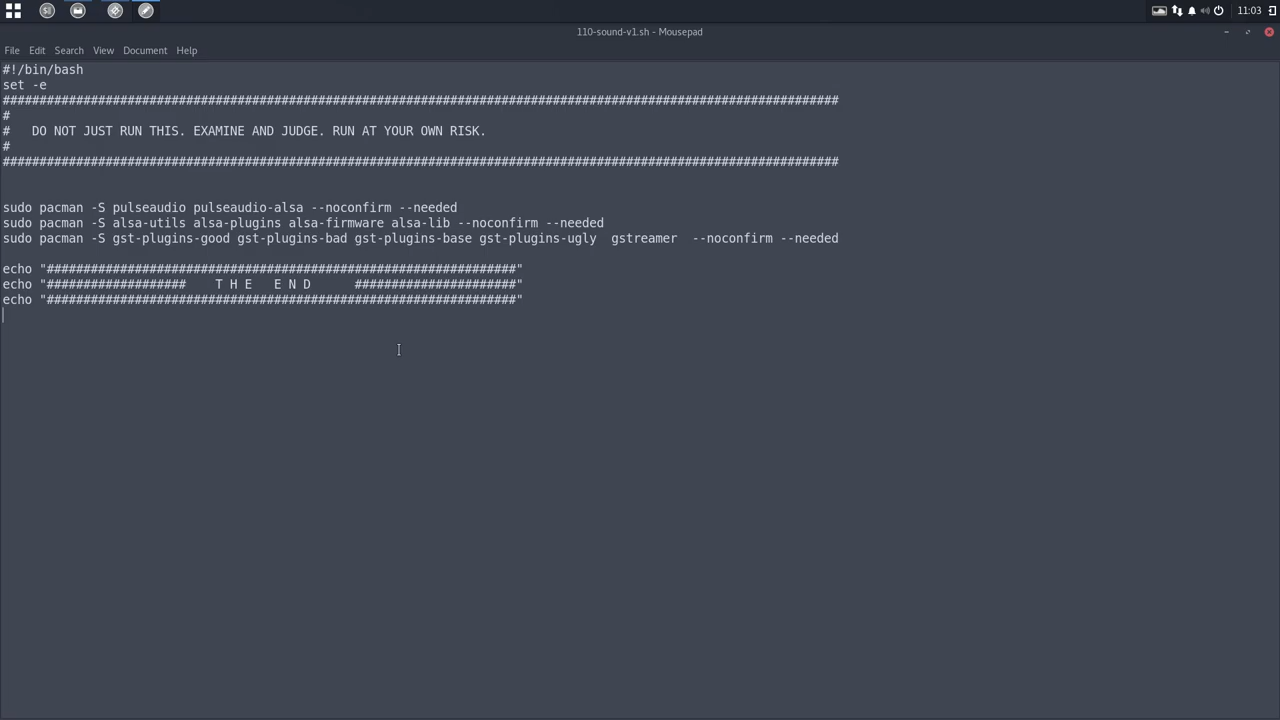 11:03
110-sound-v1.sh - Mousepad
File Edit Search View Document Help
#!/bin/bash
set -e
##################################################################################################################
#
#   DO NOT JUST RUN THIS. EXAMINE AND JUDGE. RUN AT YOUR OWN RISK.
#
##################################################################################################################
sudo pacman -S pulseaudio pulseaudio-alsa --noconfirm --needed
sudo pacman -S alsa-utils alsa-plugins alsa-firmware alsa-lib --noconfirm --needed
sudo pacman -S gst-plugins-good gst-plugins-bad gst-plugins-base gst-plugins-ugly  gstreamer  --noconfirm --needed
echo "################################################################"
echo "###################    T H E   E N D      ######################"
echo "################################################################"